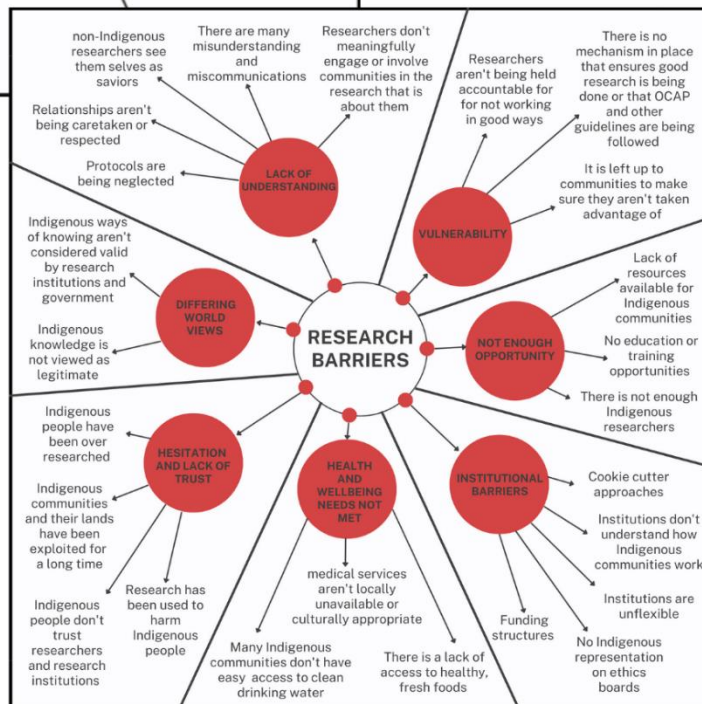 RESEARCH
BARRIERS
LACK OF
UNDERSTANDING
non-Indigenous
researchers see
them selves as
saviors
There are many
misunderstanding
and
miscommunications
Researchers don't
meaningfully
engage or involve
communities in the
research that is
about them
Relationships aren't
being caretaken or
respected
Protocols are
being neglected
VULNERABILITY
Researchers
aren't being held
accountable for
for not working
in good ways
There is no
mechanism in place
that ensures good
research is being
done or that OCAP
and other
guidelines are being
followed
It is left up to
communities to make
sure they aren't taken
advantage of
DIFFERING
WORLD
VIEWS
Indigenous ways
of knowing aren't
considered valid
by research
institutions and
government
Indigenous
knowledge is
not viewed as
legitimate
NOT ENOUGH
OPPORTUNITY
Lack of
resources
available for
Indigenous
communities
No education or
training
opportunities
There is not enough
Indigenous
researchers
HESITATION
AND LACK OF
TRUST
Indigenous
people have
been over
researched
Indigenous
communities
and their lands
have been
exploited for
a long time
Indigenous
people don't
trust
researchers
and research
institutions
Research has
been used to
harm
Indigenous
people
HEALTH
AND
WELLBEING
NEEDS NOT
MET
medical services
aren't locally
unavailable or
culturally appropriate
Many Indigenous
communities don't have
easy access to clean
drinking water
There is a lack of
access to healthy,
fresh foods
INSTITUTIONAL
BARRIERS
Cookie cutter
approaches
Institutions don't
understand how
Indigenous
communities work
Institutions are
unflexible
No Indigenous
representation
on ethics
boards
Funding
structures